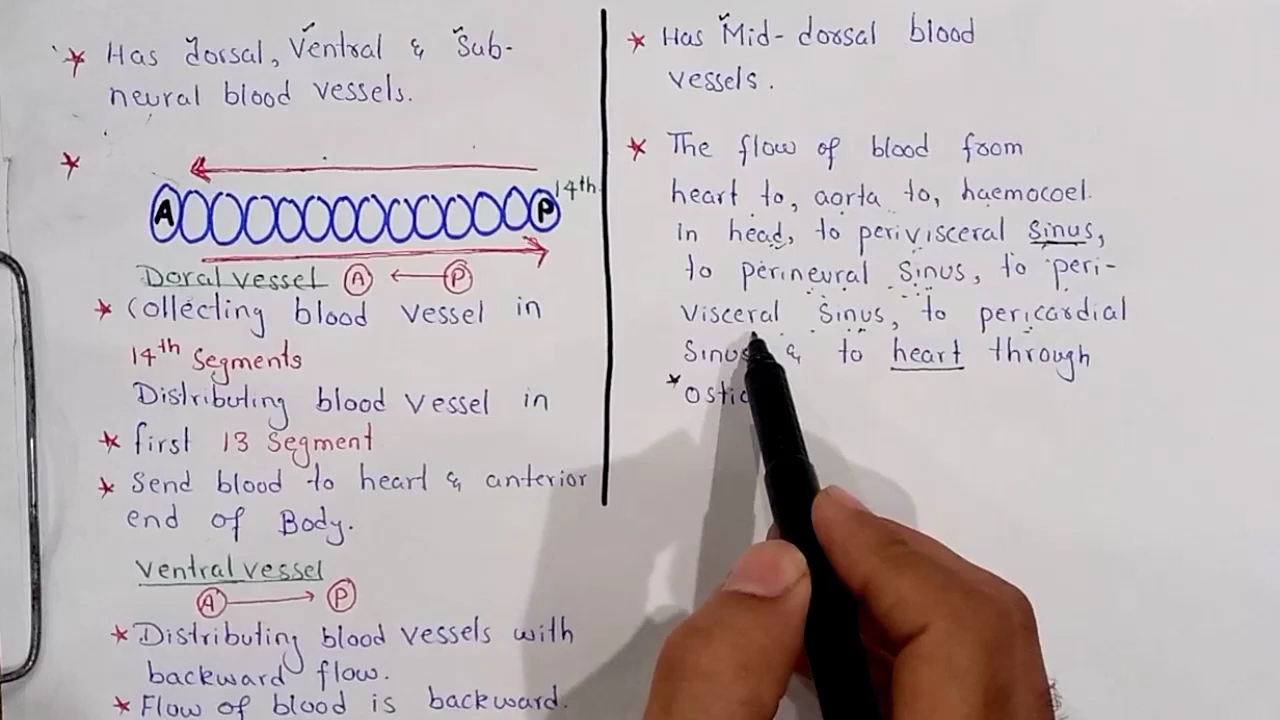 * Has dorsal, Ventral & Sub-
neural blood vessels.
*
14th
A P
Doral vessel A ← P
* Collecting blood vessel in
14th Segments
Distributing blood vessel in
* first 13 Segment
* Send blood to heart & anterior
end of Body.
Ventral vessel
A → P
* Distributing blood vessels with
backward flow.
* Flow of blood is backward.
* Has Mid-dorsal blood
vessels.
* The flow of blood from
heart to, aorta to, haemocoel.
in head, to perivisceral Sinus,
to perineural Sinus, to peri-
visceral Sinus, to pericardial
Sinus & to heart through
*